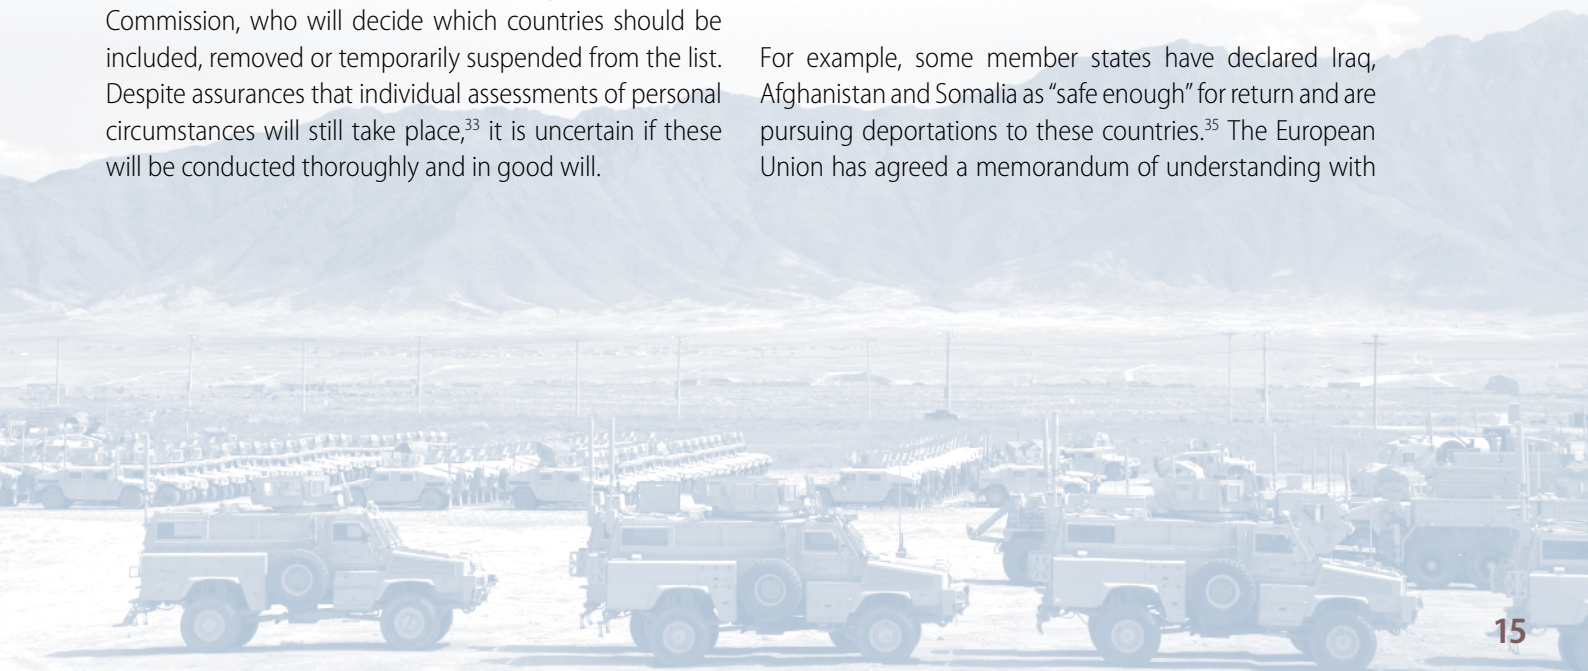 Commission, who will decide which countries should be
included, removed or temporarily suspended from the list.
Despite assurances that individual assessments of personal
circumstances will still take place,33 it is uncertain if these
will be conducted thoroughly and in good will.
For example, some member states have declared Iraq,
Afghanistan and Somalia as “safe enough” for return and are
pursuing deportations to these countries.35 The European
Union has agreed a memorandum of understanding with
15